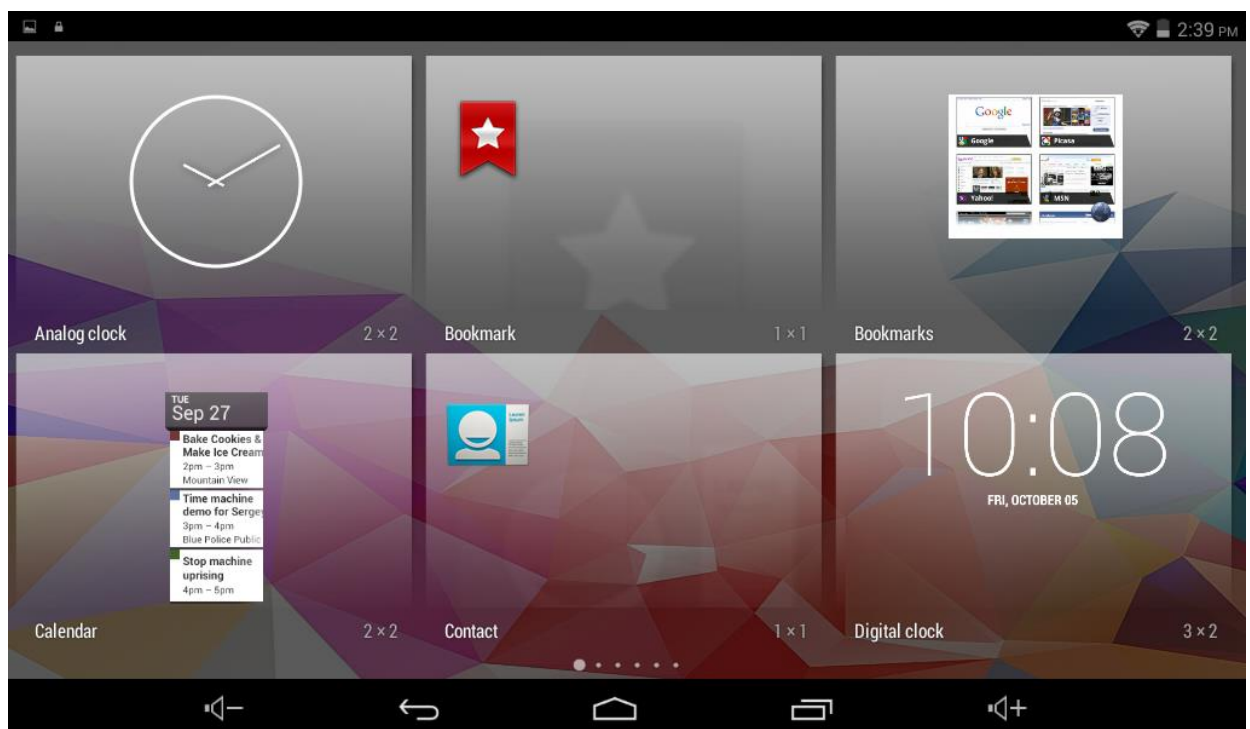 2:39 PM
Google
Google
Picasa
Yahoo!
MSN
Analog clock 2 × 2
Bookmark 1 × 1
Bookmarks 2 × 2
TUE
Sep 27
Bake Cookies &
Make Ice Cream
2pm – 3pm
Mountain View
Time machine
demo for Sergey
3pm – 4pm
Blue Police Public
Stop machine
uprising
4pm – 5pm
Calendar 2 × 2
Contact 1 × 1
10:08
FRI, OCTOBER 05
Digital clock 3 × 2